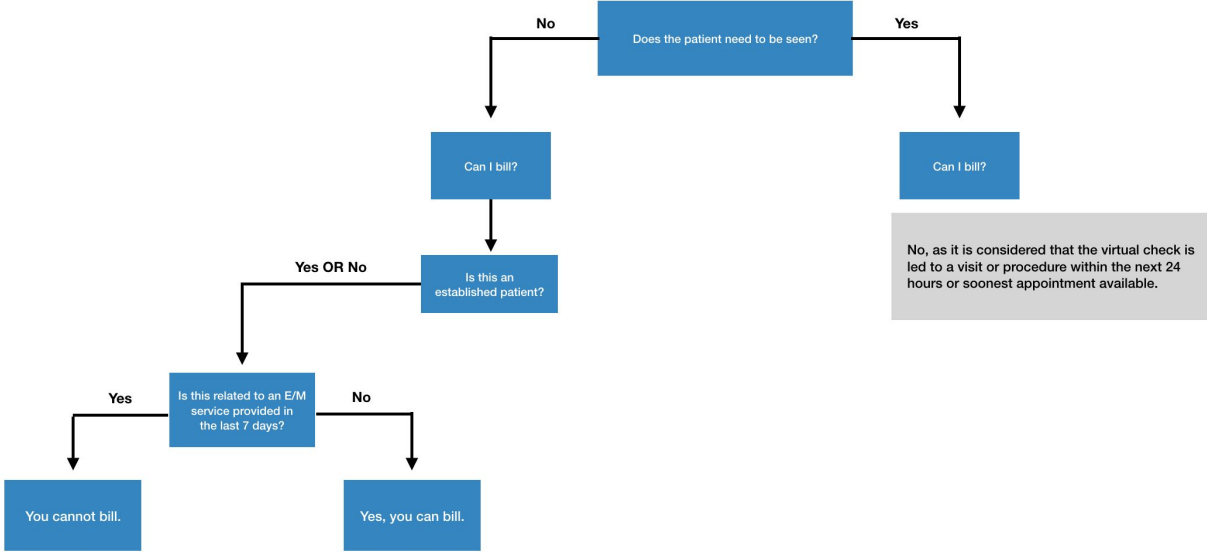 No
Does the patient need to be seen?
Yes
Can I bill?
Can I bill?
No, as it is considered that the virtual check is
led to a visit or procedure within the next 24
hours or soonest appointment available.
Yes OR No
Is this an
established patient?
Yes
Is this related to an E/M
service provided in
the last 7 days?
No
You cannot bill.
Yes, you can bill.